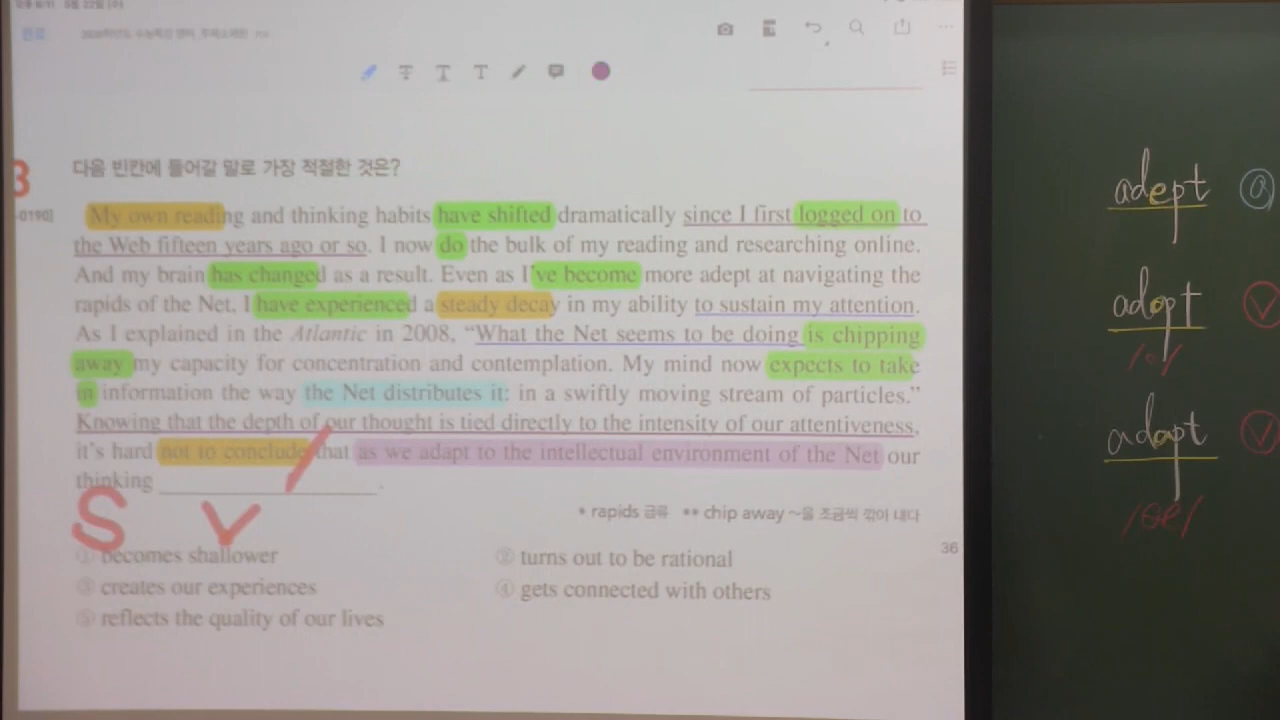 3
다음 빈칸에 들어갈 말로 가장 적절한 것은?
-0190]
My own reading and thinking habits have shifted dramatically since I first logged on to
the Web fifteen years ago or so. I now do the bulk of my reading and researching online.
And my brain has changed as a result. Even as I've become more adept at navigating the
rapids of the Net, I have experienced a steady decay in my ability to sustain my attention.
As I explained in the Atlantic in 2008, “What the Net seems to be doing is chipping
away my capacity for concentration and contemplation. My mind now expects to take
in information the way the Net distributes it: in a swiftly moving stream of particles.”
Knowing that the depth of our thought is tied directly to the intensity of our attentiveness,
it's hard not to conclude that as we adapt to the intellectual environment of the Net our
thinking ____________.
S V
* rapids 급류 ** chip away ~을 조금씩 깎아 내다
① becomes shallower
② turns out to be rational
③ creates our experiences
④ gets connected with others
⑤ reflects the quality of our lives
36
adept ⓐ
adopt V
adapt V